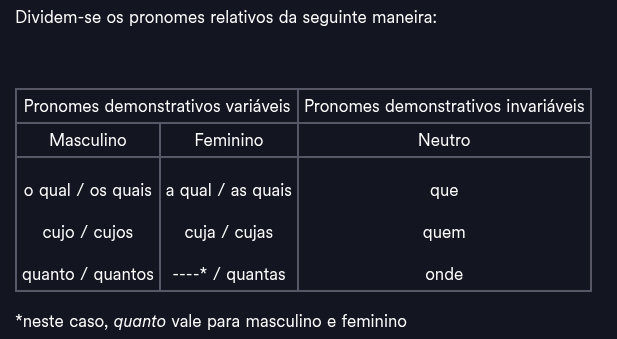 Dividem-se os pronomes relativos da seguinte maneira:
Pronomes demonstrativos variáveis Pronomes demonstrativos invariáveis
Masculino Feminino Neutro
o qual / os quais a qual / as quais que
cujo / cujos cuja / cujas quem
quanto / quantos ----* / quantas onde
*neste caso, quanto vale para masculino e feminino